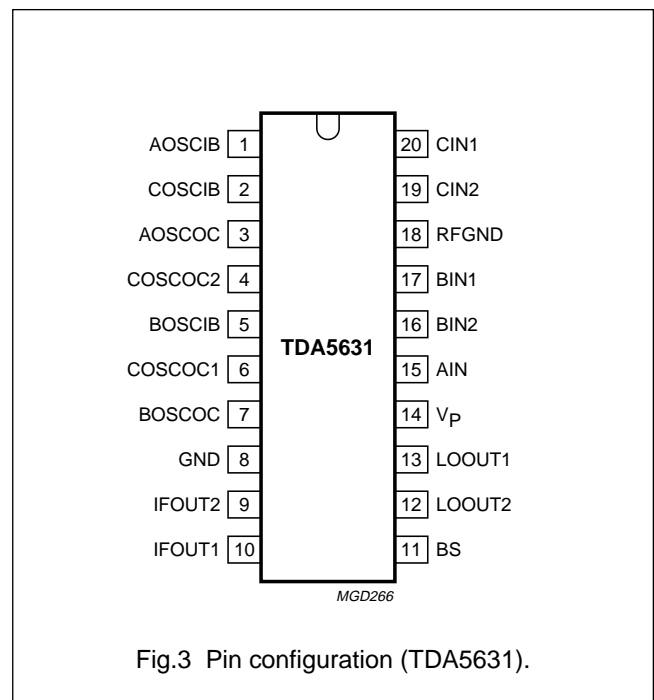 AOSCIB 1 20 CIN1
COSCIB 2 19 CIN2
AOSCOC 3 18 RFGND
COSCOC2 4 17 BIN1
BOSCIB 5 16 BIN2
TDA5631
COSCOC1 6 15 AIN
BOSCOC 7 14 VP
GND 8 13 LOOUT1
IFOUT2 9 12 LOOUT2
IFOUT1 10 11 BS
MGD266
Fig.3 Pin configuration (TDA5631).